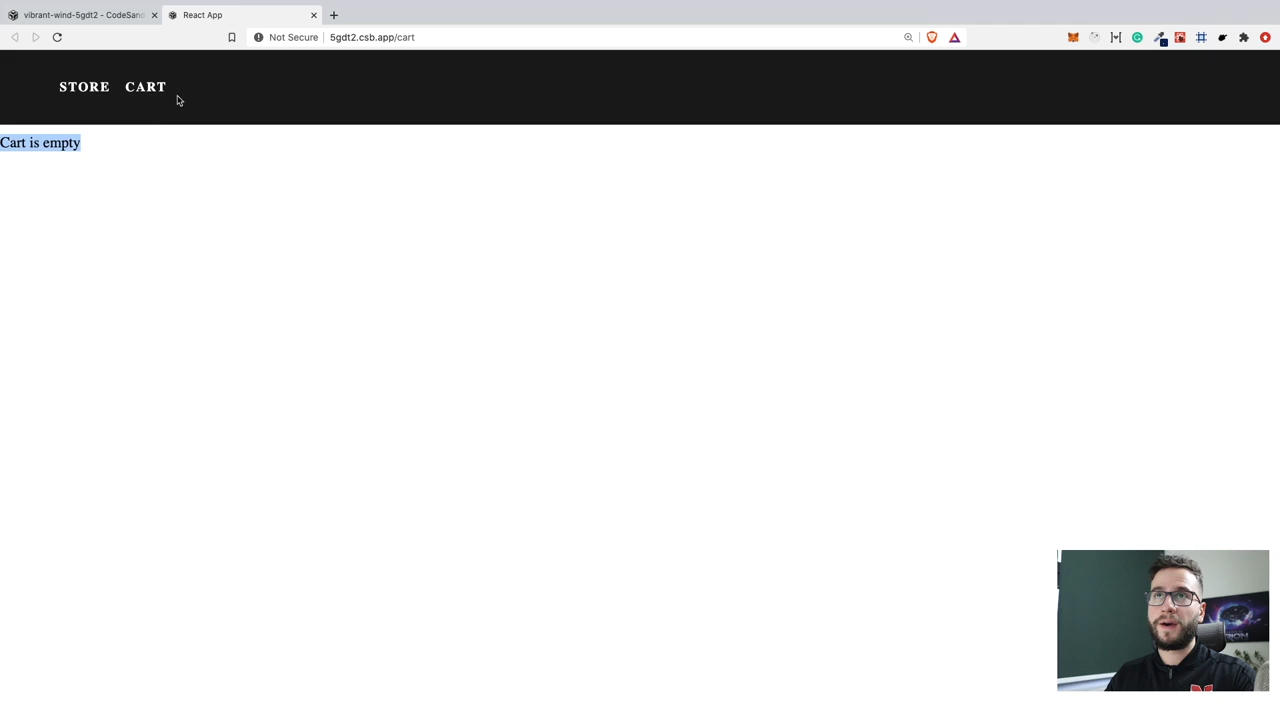 vibrant-wind-5gdt2 - CodeSand
React App
Not Secure
5gdt2.csb.app/cart
STORE CART
Cart is empty